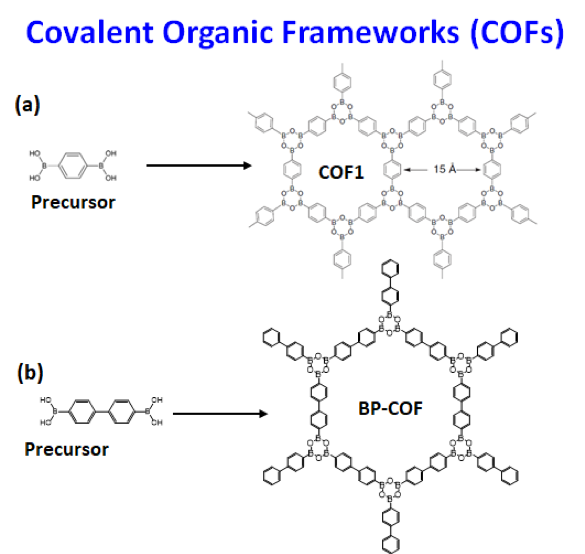 Covalent Organic Frameworks (COFs)
(a)
HO OH
B B
HO OH
Precursor
COF1
15 Å
(b)
HO OH
B B
HO OH
Precursor
BP-COF